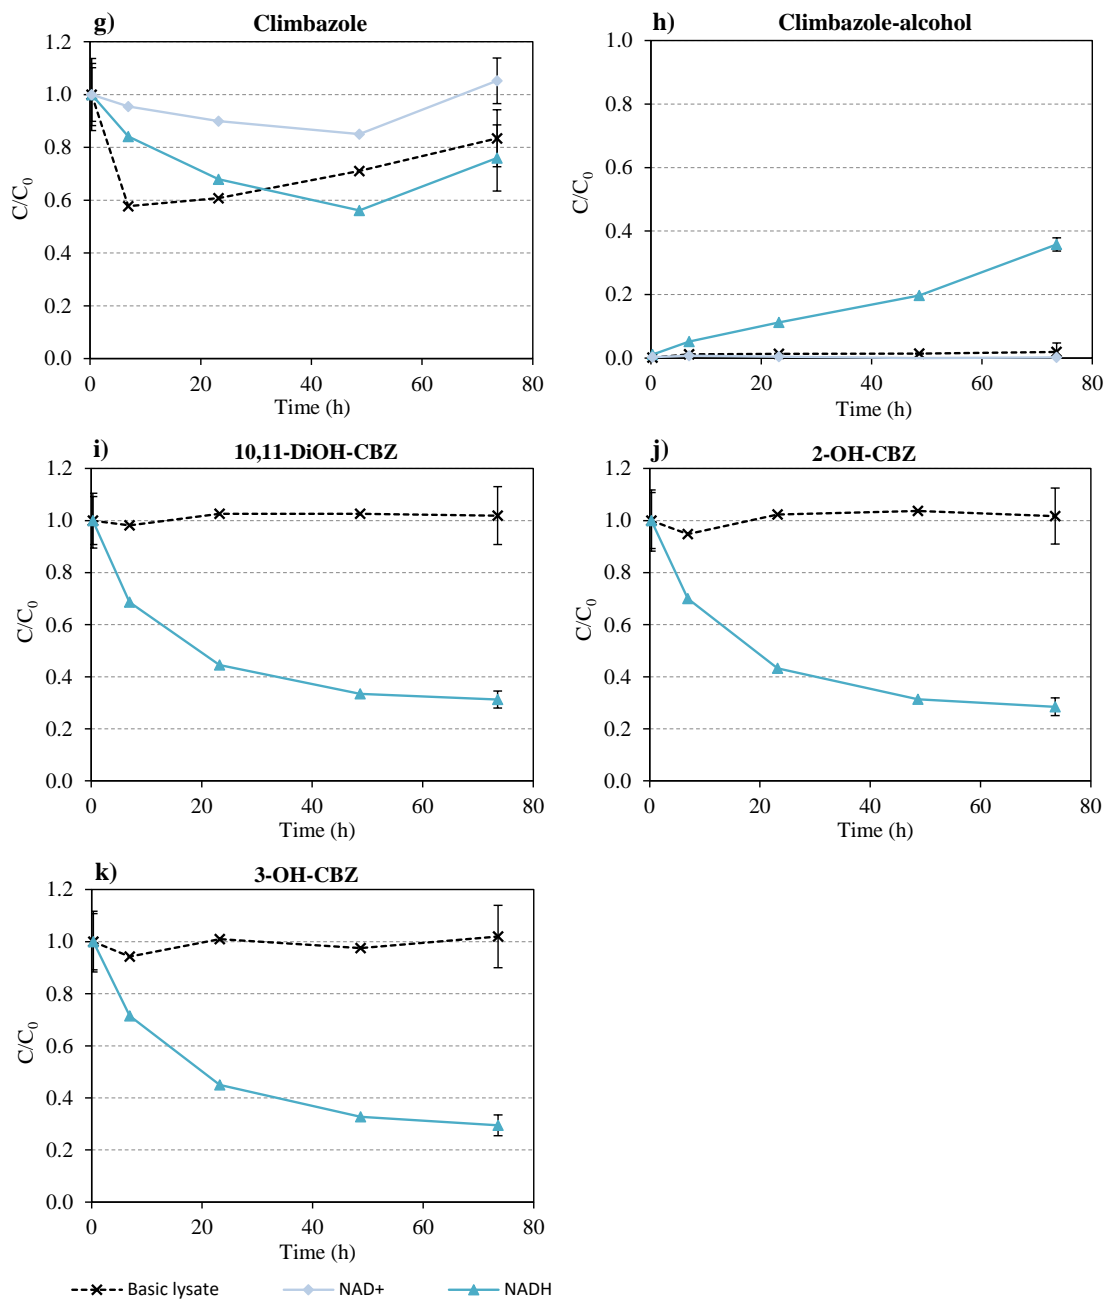 g) Climbazole
1.2
1.0
0.8
0.6
0.4
0.2
0.0
C/C0
0 20 40 60 80
Time (h)
h) Climbazole-alcohol
1.0
0.8
0.6
0.4
0.2
0.0
C/C0
0 20 40 60 80
Time (h)
i) 10,11-DiOH-CBZ
1.2
1.0
0.8
0.6
0.4
0.2
0.0
C/C0
0 20 40 60 80
Time (h)
j) 2-OH-CBZ
1.2
1.0
0.8
0.6
0.4
0.2
0.0
C/C0
0 20 40 60 80
Time (h)
k) 3-OH-CBZ
1.2
1.0
0.8
0.6
0.4
0.2
0.0
C/C0
0 20 40 60 80
Time (h)
Basic lysate NAD+ NADH